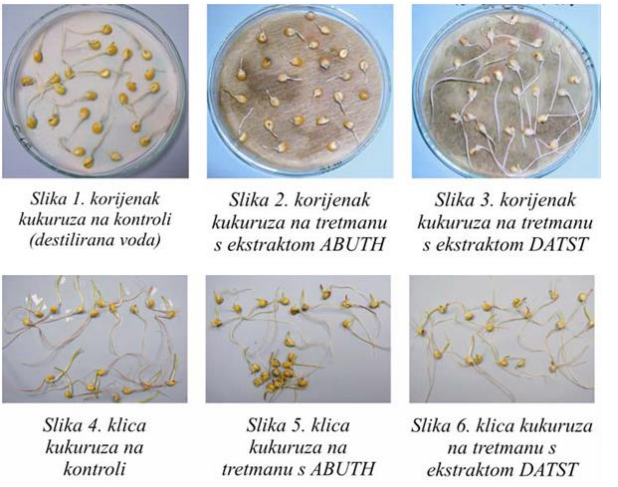 Slika 1. korijenak
kukuruza na kontroli
(destilirana voda)
Slika 2. korijenak
kukuruza na tretmanu
s ekstraktom ABUTH
Slika 3. korijenak
kukuruza na tretmanu
s ekstraktom DATST
Slika 4. klica
kukuruza na
kontroli
Slika 5. klica
kukuruza na
tretmanu s ABUTH
Slika 6. klica kukuruza
na tretmanu s
ekstraktom DATST